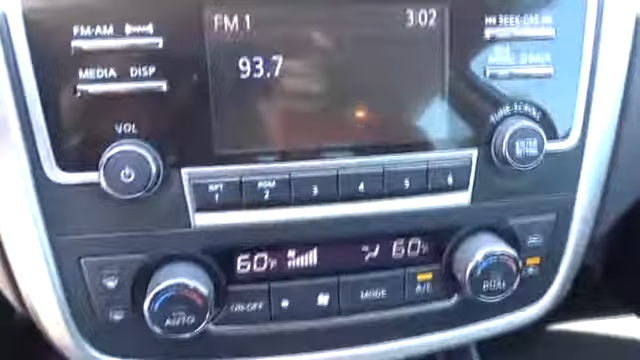 FM·AM
FM 1
3:02
SEEK·
MEDIA DISP
93.7
VOL
TUNE·SCROLL
RPT
1
RDM
2
3
4
5
6
60°F
60°F
AUTO
ON·OFF
MODE
A/C
DUAL